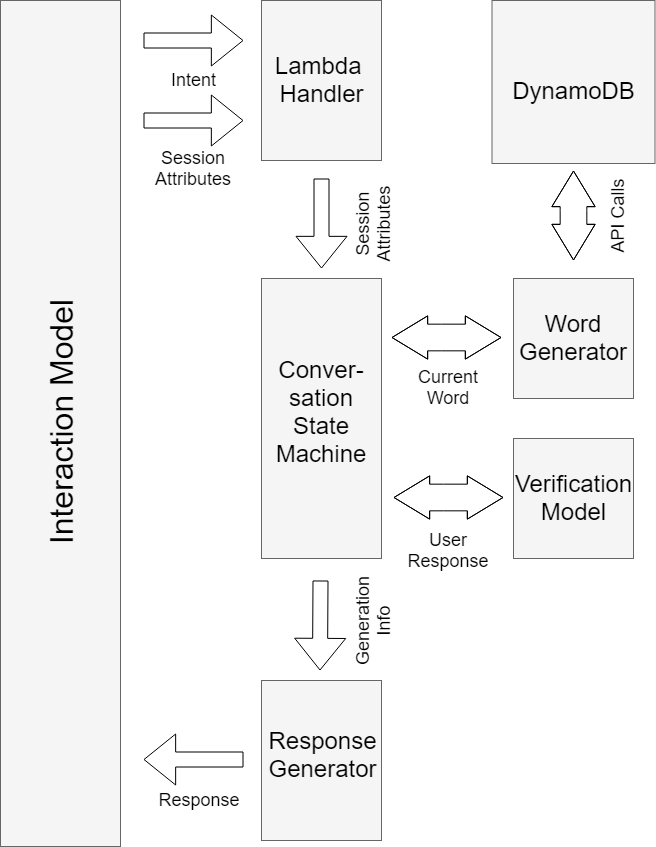 Interaction Model
Intent
Session
Attributes
Lambda
Handler
DynamoDB
Session
Attributes
API Calls
Conver-
sation
State
Machine
Current
Word
Word
Generator
User
Response
Verification
Model
Generation
Info
Response
Generator
Response